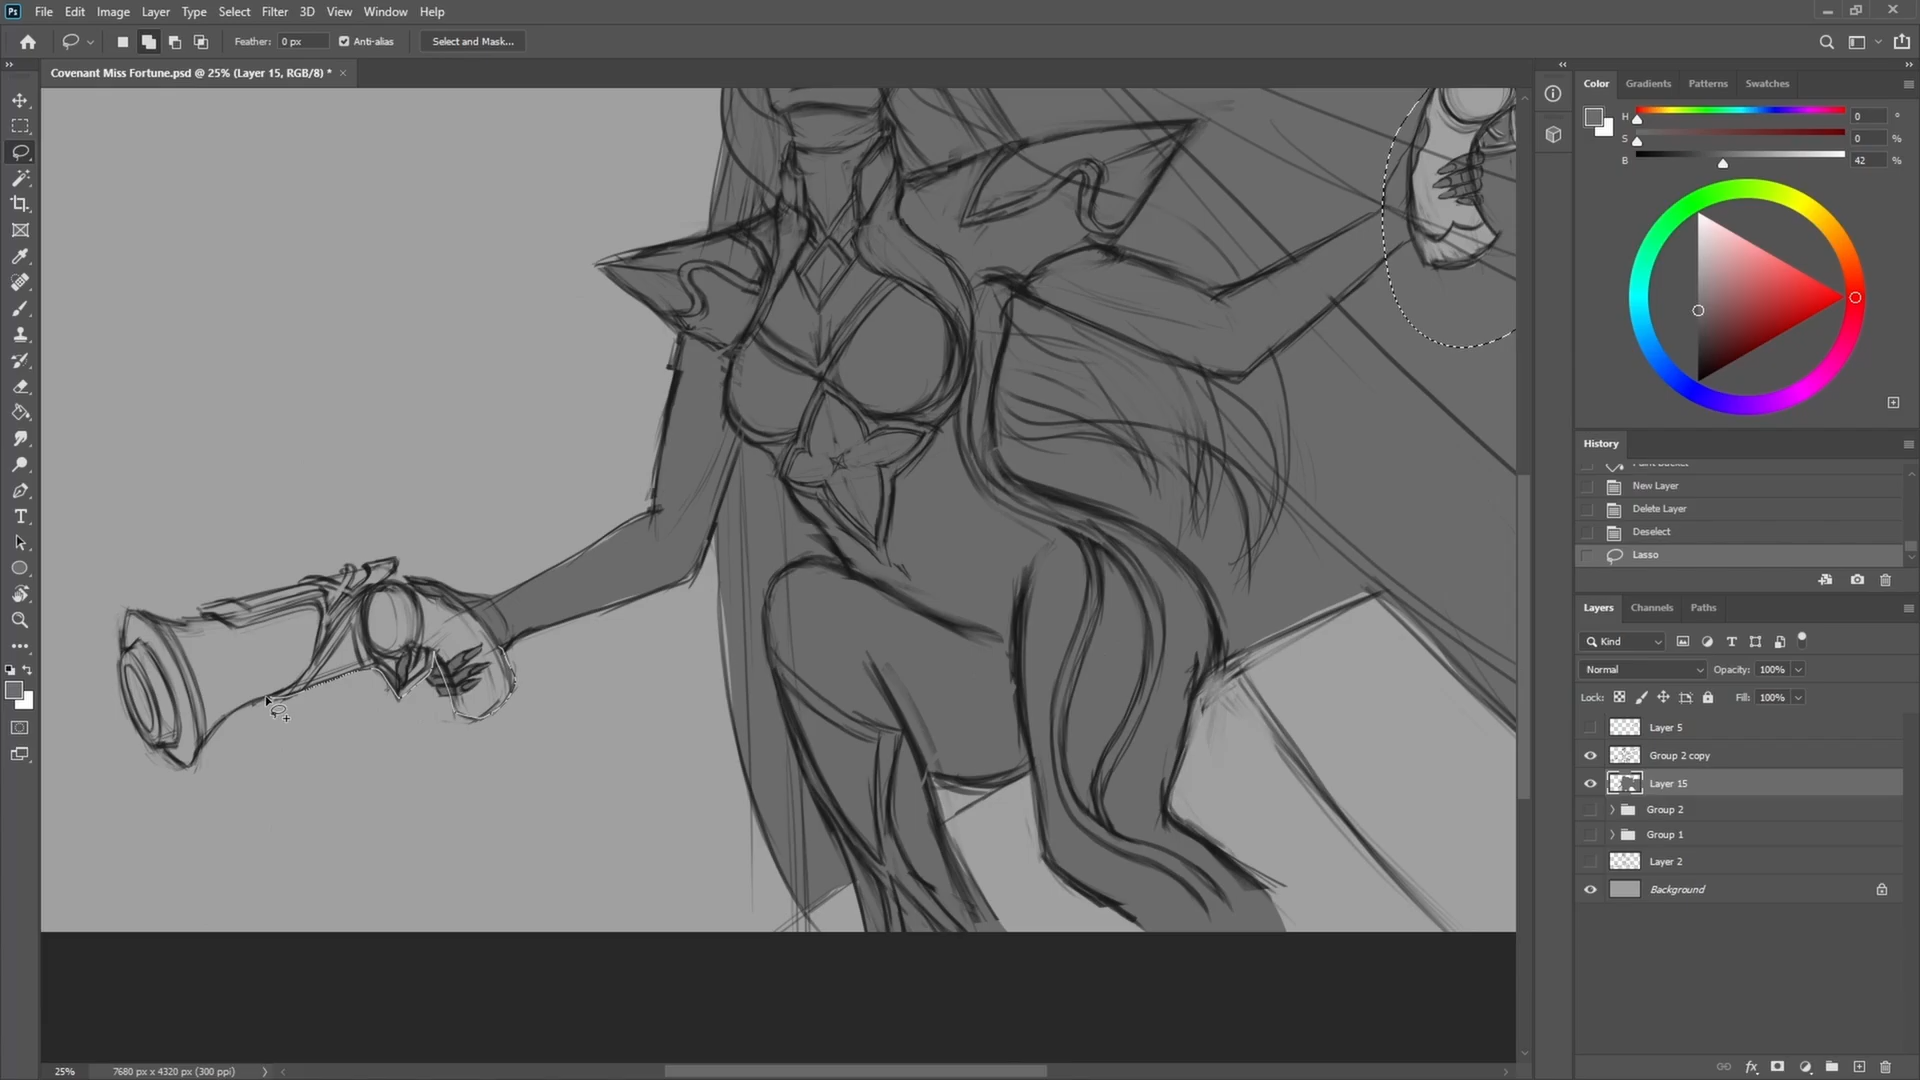 Ps File Edit Image Layer Type Select Filter 3D View Window Help
Feather: 0 px Anti-alias Select and Mask...
Covenant Miss Fortune.psd @ 25% (Layer 15, RGB/8) * ×
Color Gradients Patterns Swatches
H 0 °
S 0 %
B 42 %
History
Paint Bucket
New Layer
Delete Layer
Deselect
Lasso
Layers Channels Paths
Kind
Normal Opacity: 100%
Lock: Fill: 100%
Layer 5
Group 2 copy
Layer 15
Group 2
Group 1
Layer 2
Background
25% 7680 px x 4320 px (300 ppi)